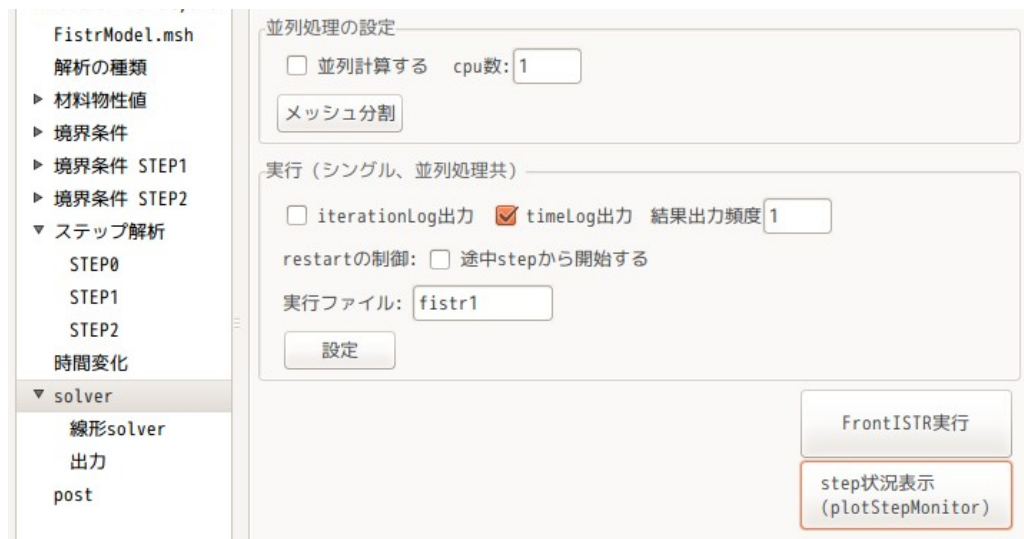 FistrModel.msh
解析の種類
材料物性値
境界条件
境界条件 STEP1
境界条件 STEP2
ステップ解析
STEP0
STEP1
STEP2
時間変化
solver
線形solver
出力
post
並列処理の設定
並列計算する cpu数: 1
メッシュ分割
実行（シングル、並列処理共）
iterationLog出力 timeLog出力 結果出力頻度 1
restartの制御: 途中stepから開始する
実行ファイル: fistr1
設定
FrontISTR実行
step状況表示
(plotStepMonitor)